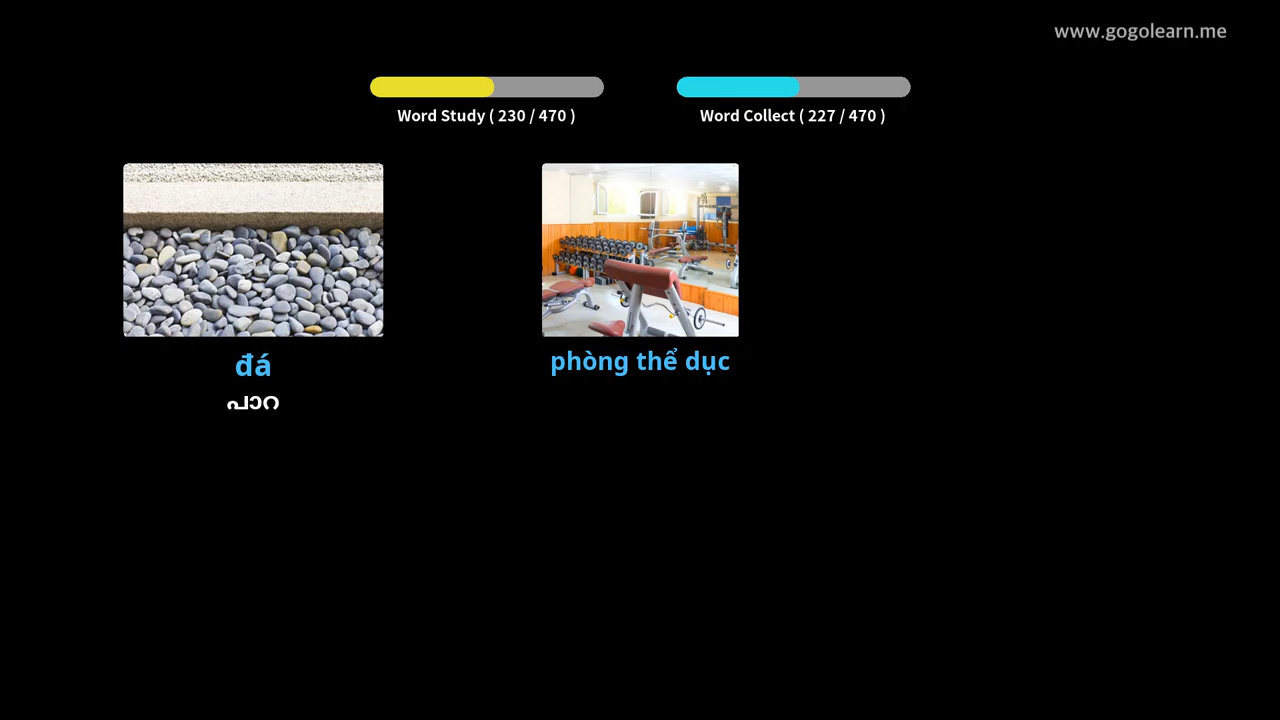 www.gogolearn.me
Word Study ( 230 / 470 )
Word Collect ( 227 / 470 )
đá
പാറ
phòng thể dục